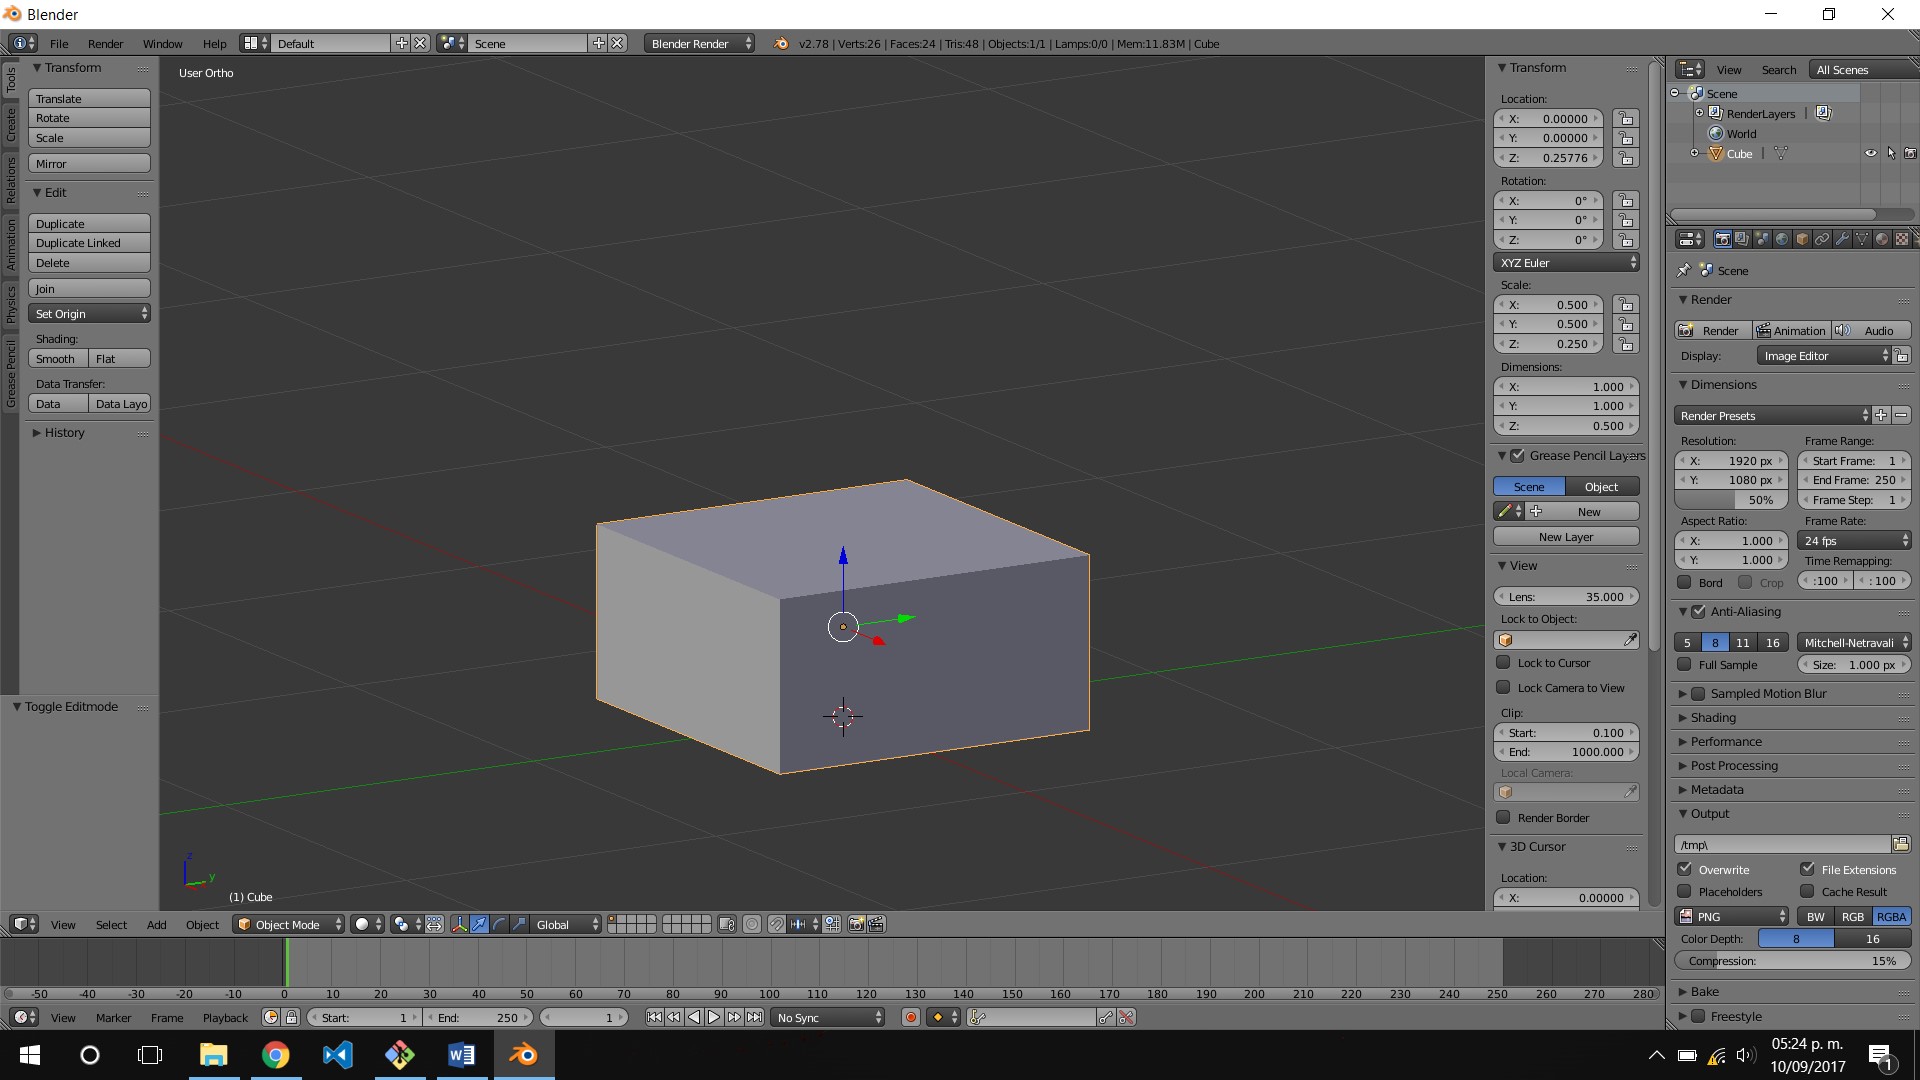 Blender
File Render Window Help Default Scene Blender Render v2.78 | Verts:26 | Faces:24 | Tris:48 | Objects:1/1 | Lamps:0/0 | Mem:11.83M | Cube
Tools
Create
Relations
Animation
Physics
Grease Pencil
Transform
Translate
Rotate
Scale
Mirror
Edit
Duplicate
Duplicate Linked
Delete
Join
Set Origin
Shading:
Smooth Flat
Data Transfer:
Data Data Layo
History
Toggle Editmode
User Ortho
z
y
(1) Cube
Transform
Location:
X: 0.00000
Y: 0.00000
Z: 0.25776
Rotation:
X: 0°
Y: 0°
Z: 0°
XYZ Euler
Scale:
X: 0.500
Y: 0.500
Z: 0.250
Dimensions:
X: 1.000
Y: 1.000
Z: 0.500
Grease Pencil Layers
Scene Object
New
New Layer
View
Lens: 35.000
Lock to Object:
Lock to Cursor
Lock Camera to View
Clip:
Start: 0.100
End: 1000.000
Local Camera:
Render Border
3D Cursor
Location:
X: 0.00000
View Search All Scenes
Scene
RenderLayers |
World
Cube |
Scene
Render
Render Animation Audio
Display: Image Editor
Dimensions
Render Presets
Resolution: Frame Range:
X: 1920 px Start Frame: 1
Y: 1080 px End Frame: 250
50% Frame Step: 1
Aspect Ratio: Frame Rate:
X: 1.000 24 fps
Y: 1.000 Time Remapping:
Bord Crop :100 : 100
Anti-Aliasing
5 8 11 16 Mitchell-Netravali
Full Sample Size: 1.000 px
Sampled Motion Blur
Shading
Performance
Post Processing
Metadata
Output
/tmp\
Overwrite File Extensions
Placeholders Cache Result
PNG BW RGB RGBA
Color Depth: 8 16
Compression: 15%
Bake
Freestyle
View Select Add Object Object Mode Global
-50 -40 -30 -20 -10 0 10 20 30 40 50 60 70 80 90 100 110 120 130 140 150 160 170 180 190 200 210 220 230 240 250 260 270 280
View Marker Frame Playback Start: 1 End: 250 1 No Sync
05:24 p. m.
10/09/2017
1